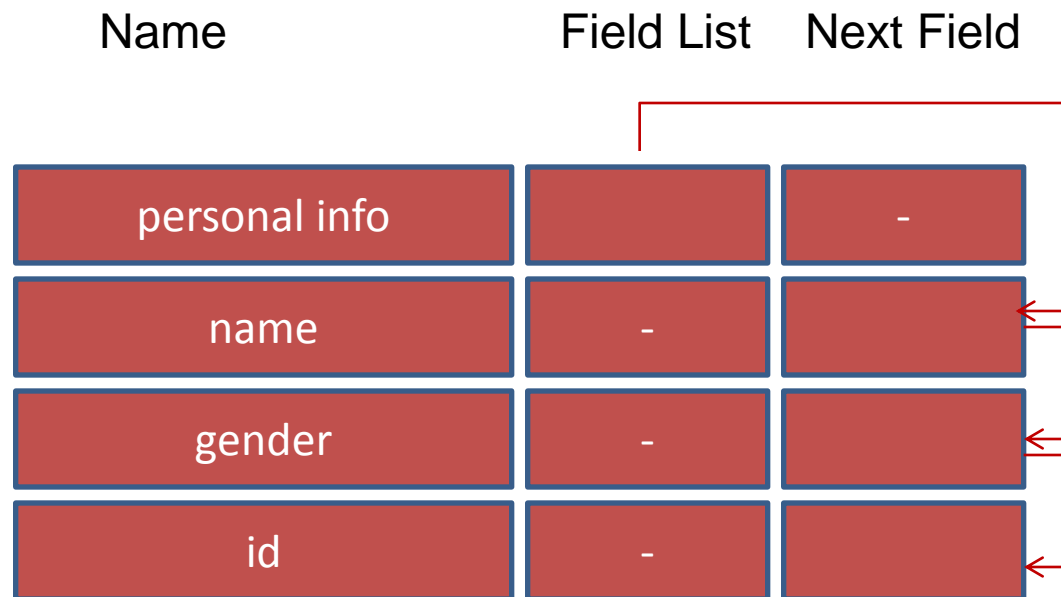 Name Field List Next Field
personal info -
name -
gender -
id -